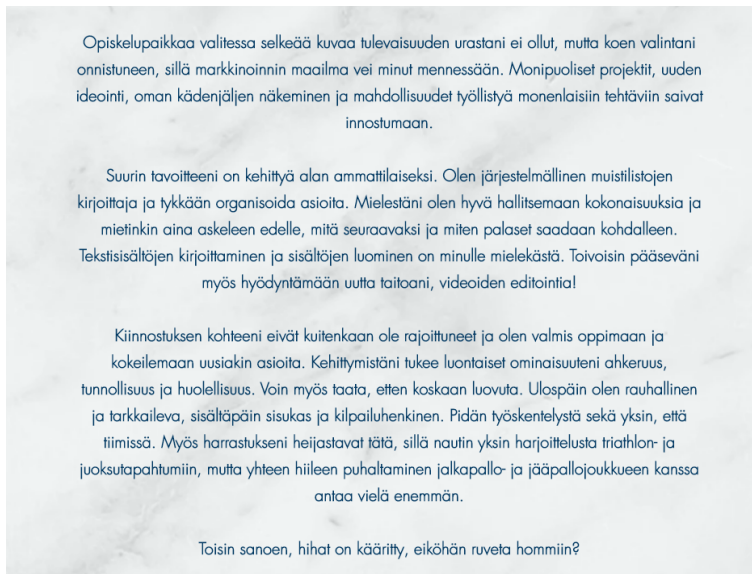 Opiskelupaikkaa valitessa selkeää kuvaa tulevaisuuden urastani ei ollut, mutta koen valintani
onnistuneen, sillä markkinoinnin maailma vei minut mennessään. Monipuoliset projektit, uuden
ideointi, oman kädenjäljen näkeminen ja mahdollisuudet työllistyä monenlaisiin tehtäviin saivat
innostumaan.
Suurin tavoitteeni on kehittyä alan ammattilaiseksi. Olen järjestelmällinen muistilistojen
kirjoittaja ja tykkään organisoida asioita. Mielestäni olen hyvä hallitsemaan kokonaisuuksia ja
mietinkin aina askeleen edelle, mitä seuraavaksi ja miten palaset saadaan kohdalleen.
Tekstisisältöjen kirjoittaminen ja sisältöjen luominen on minulle mielekästä. Toivoisin pääseväni
myös hyödyntämään uutta taitoani, videoiden editointia!
Kiinnostuksen kohteeni eivät kuitenkaan ole rajoittuneet ja olen valmis oppimaan ja
kokeilemaan uusiakin asioita. Kehittymistäni tukee luontaiset ominaisuuteni ahkeruus,
tunnollisuus ja huolellisuus. Voin myös taata, etten koskaan luovuta. Ulospäin olen rauhallinen
ja tarkkaileva, sisältäpäin sisukas ja kilpailuhenkinen. Pidän työskentelystä sekä yksin, että
tiimissä. Myös harrastukseni heijastavat tätä, sillä nautin yksin harjoittelusta triathlon- ja
juoksutapahtumiin, mutta yhteen hiileen puhaltaminen jalkapallo- ja jääpallojoukkueen kanssa
antaa vielä enemmän.
Toisin sanoen, hihat on kääritty, eiköhän ruveta hommiin?